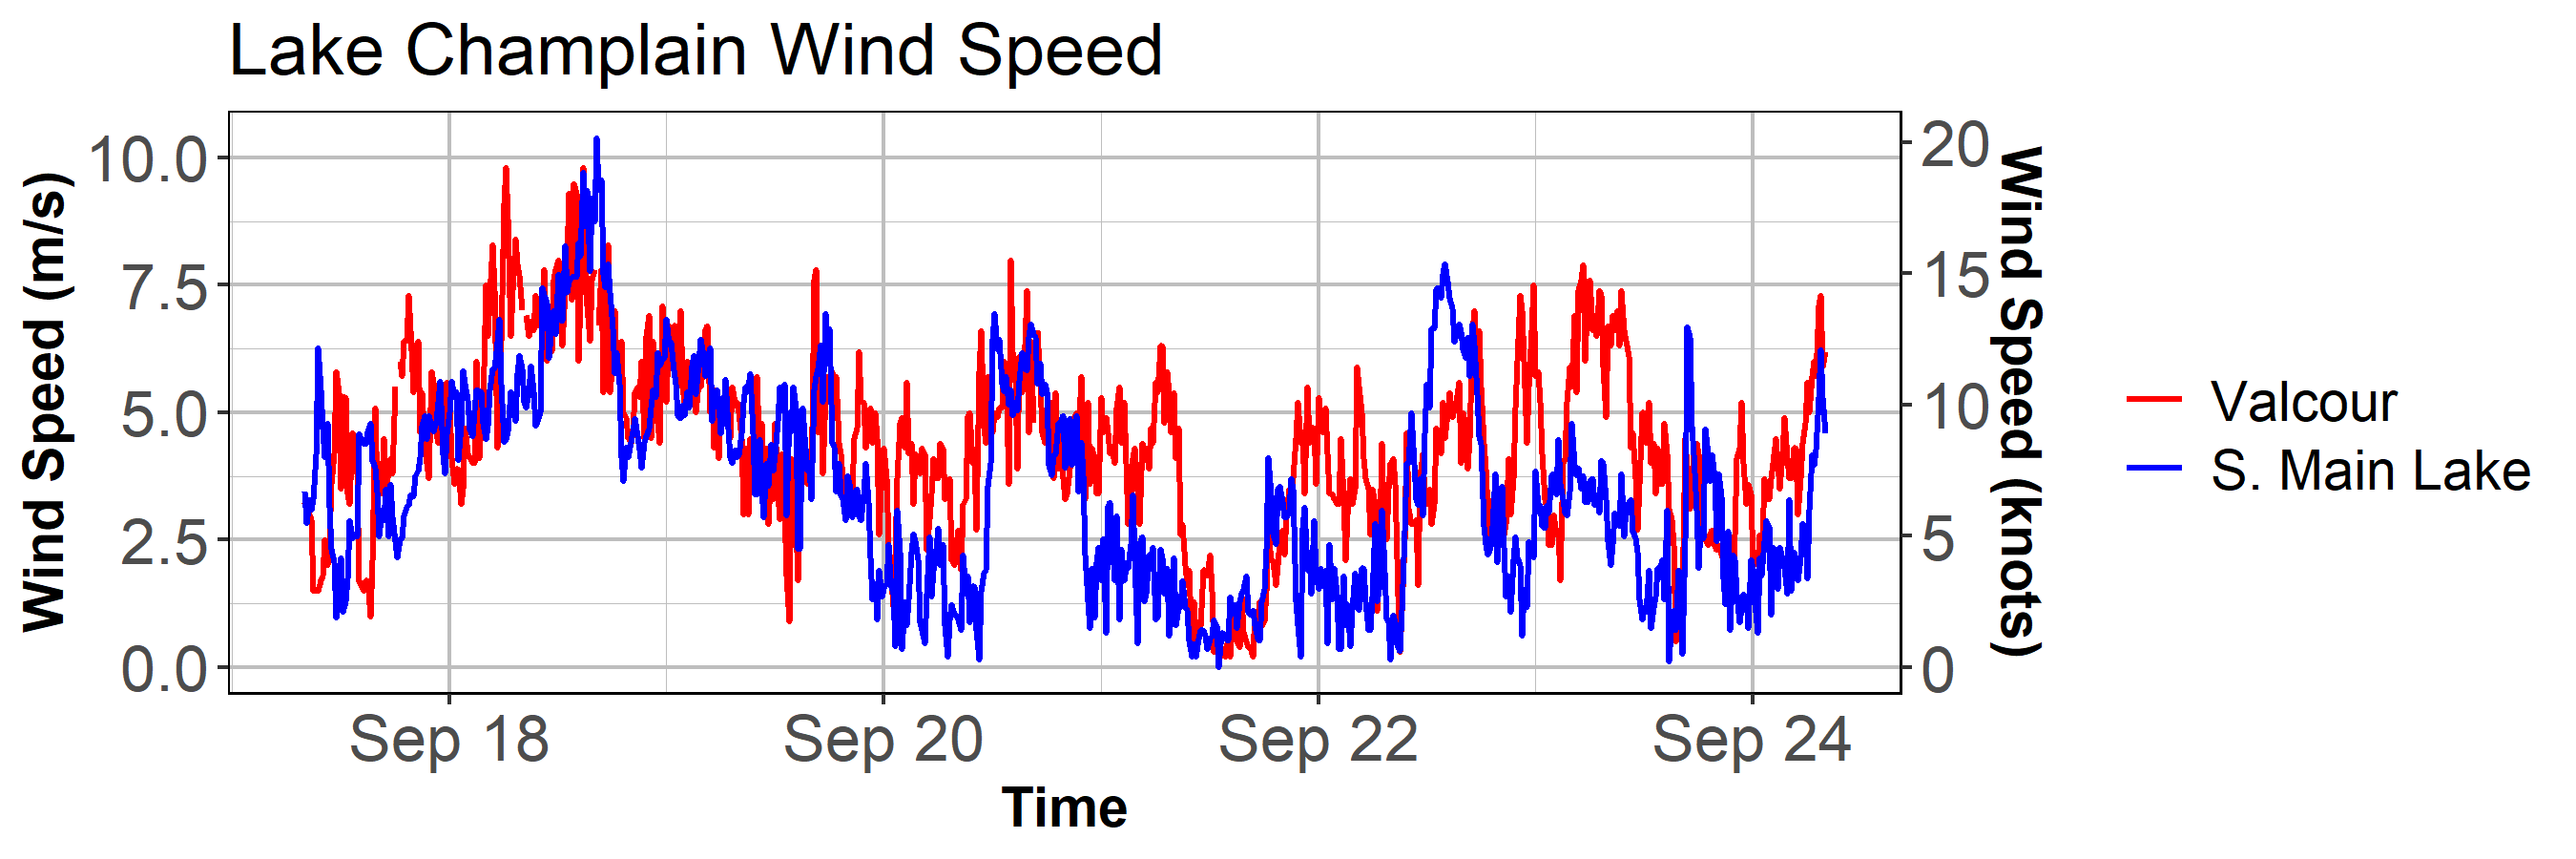 Lake Champlain Wind Speed
Wind Speed (m/s)
10.0
7.5
5.0
2.5
0.0
20
15
10
5
0
Wind Speed (knots)
Sep 18
Sep 20
Sep 22
Sep 24
Time
Valcour
S. Main Lake